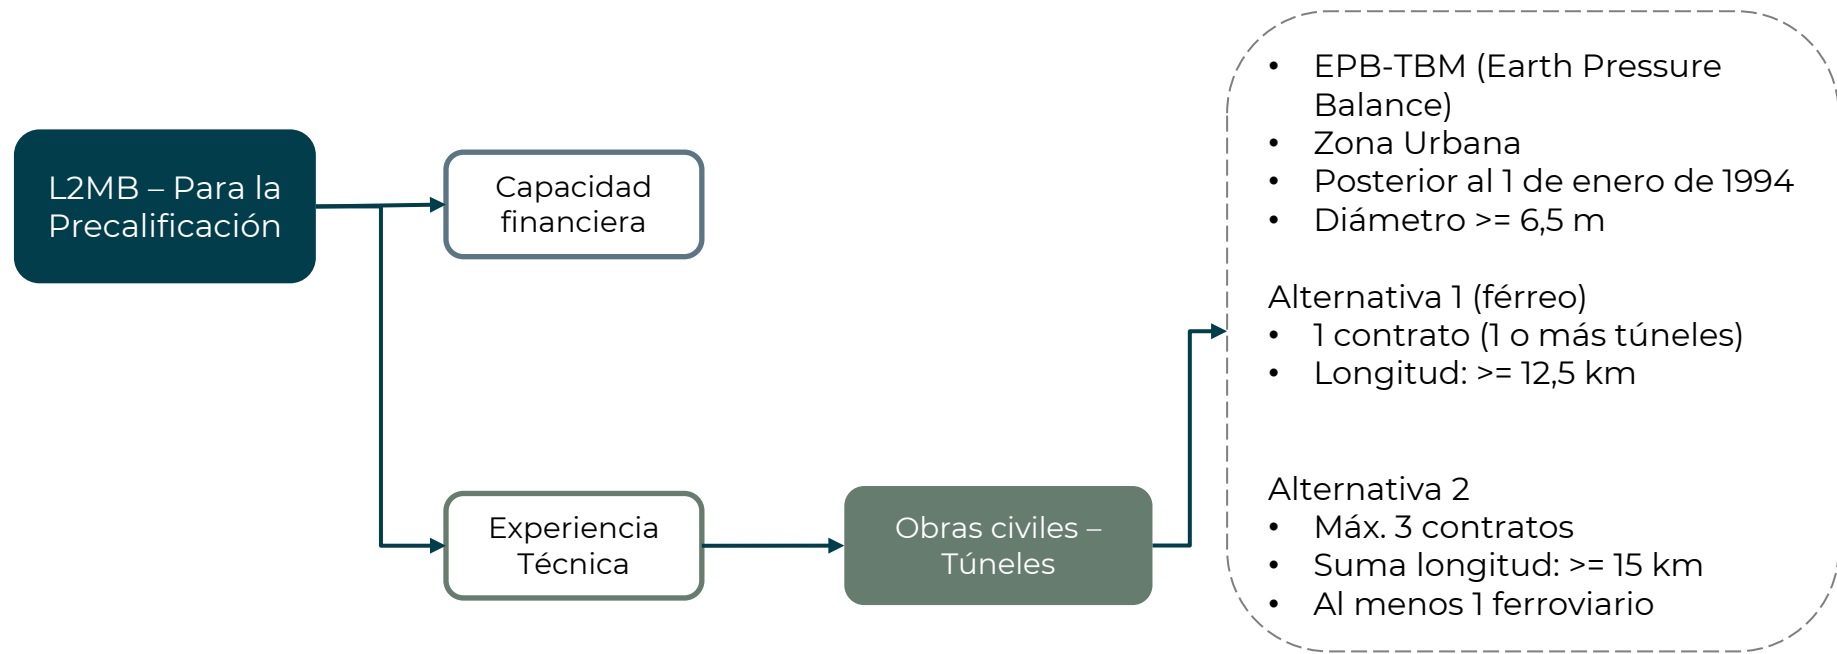 L2MB – Para la
Precalificación
Capacidad
financiera
Experiencia
Técnica
Obras civiles –
Túneles
• EPB-TBM (Earth Pressure
Balance)
• Zona Urbana
• Posterior al 1 de enero de 1994
• Diámetro >= 6,5 m
Alternativa 1 (férreo)
• 1 contrato (1 o más túneles)
• Longitud: >= 12,5 km
Alternativa 2
• Máx. 3 contratos
• Suma longitud: >= 15 km
• Al menos 1 ferroviario